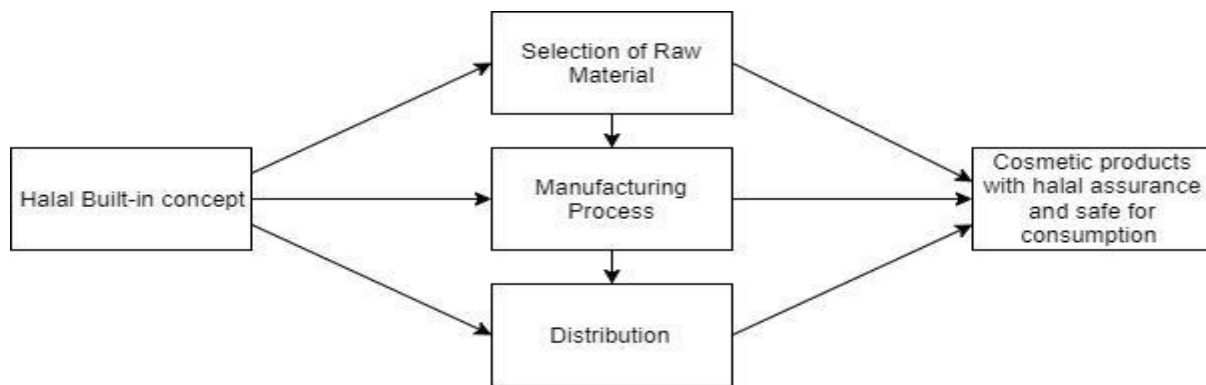 Selection of Raw
Material
Halal Built-in concept
Manufacturing
Process
Cosmetic products
with halal assurance
and safe for
consumption
Distribution